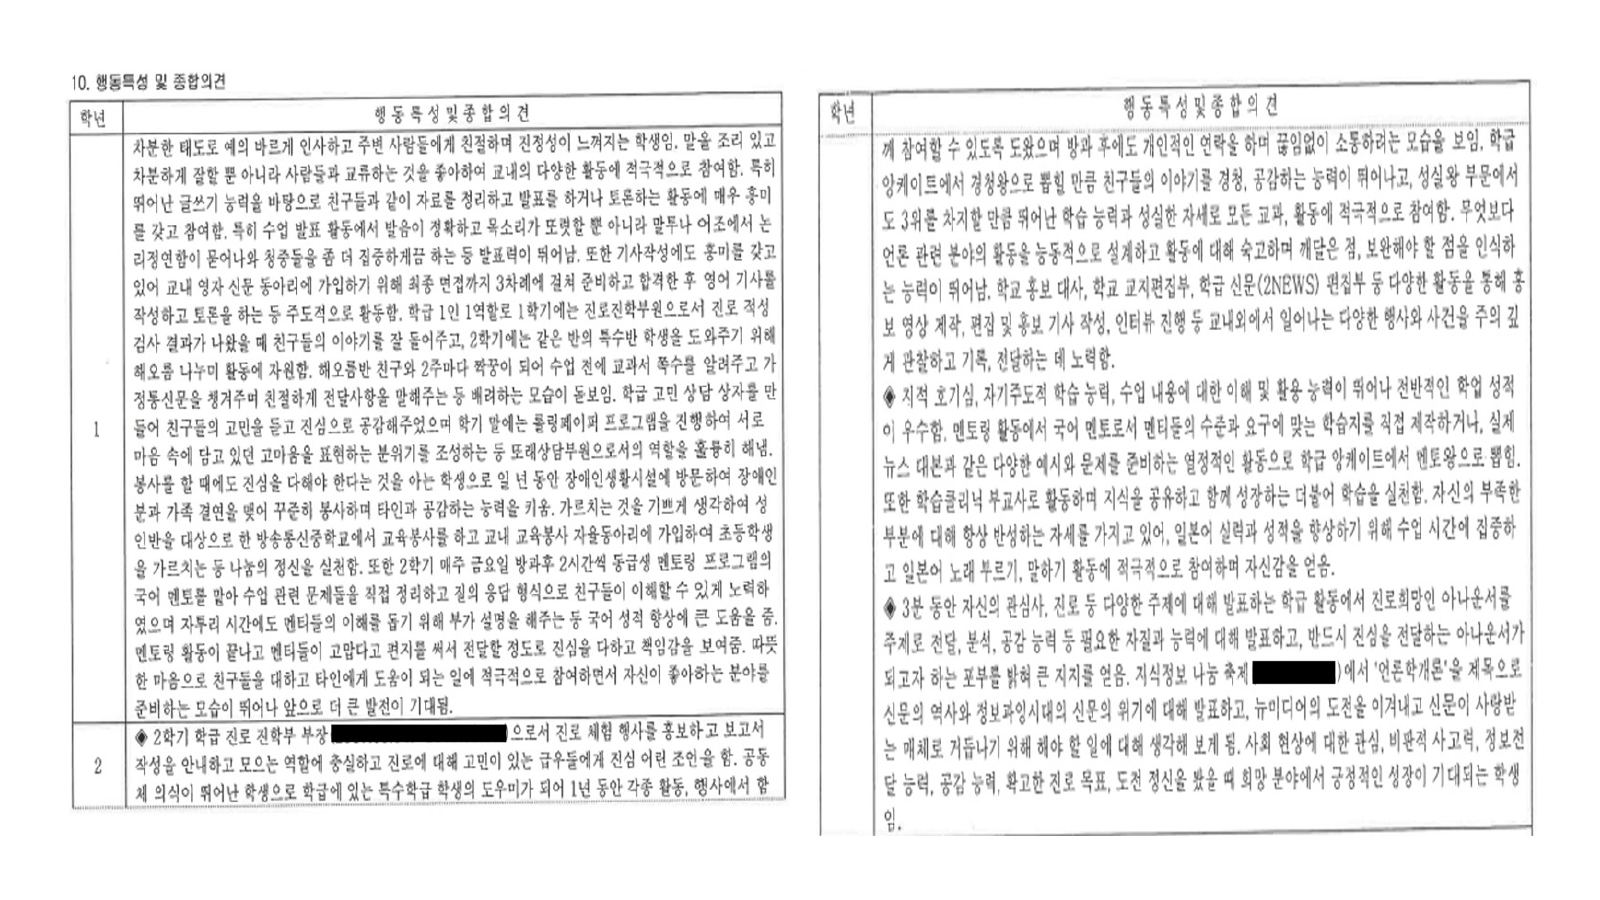 10. 행동특성 및 종합의견
학년
행 동 특 성 및 종 합 의 견
차분한 태도로 예의 바르게 인사하고 주변 사람들에게 친절하며 진정성이 느껴지는 학생임. 말을 조리 있고
차분하게 잘할 뿐 아니라 사람들과 교류하는 것을 좋아하여 교내의 다양한 활동에 적극적으로 참여함. 특히
뛰어난 글쓰기 능력을 바탕으로 친구들과 같이 자료를 정리하고 발표를 하거나 토론하는 활동에 매우 흥미
를 갖고 참여함. 특히 수업 발표 활동에서 발음이 정확하고 목소리가 또렷할 뿐 아니라 말투나 어조에서 논
리정연함이 묻어나와 청중들을 좀 더 집중하게끔 하는 등 발표력이 뛰어남. 또한 기사작성에도 흥미를 갖고
있어 교내 영자 신문 동아리에 가입하기 위해 최종 면접까지 3차례에 걸쳐 준비하고 합격한 후 영어 기사를
작성하고 토론을 하는 등 주도적으로 활동함. 학급 1인 1역할로 1학기에는 진로진학부원으로서 진로 적성
검사 결과가 나왔을 때 친구들의 이야기를 잘 들어주고, 2학기에는 같은 반의 특수반 학생을 도와주기 위해
해오름 나누미 활동에 자원함. 해오름반 친구와 2주마다 짝꿍이 되어 수업 전에 교과서 쪽수를 알려주고 가
정통신문을 챙겨주며 친절하게 전달사항을 말해주는 등 배려하는 모습이 돋보임. 학급 고민 상담 상자를 만
들어 친구들의 고민을 듣고 진심으로 공감해주었으며 학기 말에는 롤링페이퍼 프로그램을 진행하여 서로
1
마음 속에 담고 있던 고마움을 표현하는 분위기를 조성하는 등 또래상담부원으로서의 역할을 훌륭히 해냄.
봉사를 할 때에도 진심을 다해야 한다는 것을 아는 학생으로 일 년 동안 장애인생활시설에 방문하여 장애인
분과 가족 결연을 맺어 꾸준히 봉사하며 타인과 공감하는 능력을 키움. 가르치는 것을 기쁘게 생각하여 성
인반을 대상으로 한 방송통신중학교에서 교육봉사를 하고 교내 교육봉사 자율동아리에 가입하여 초등학생
을 가르치는 등 나눔의 정신을 실천함. 또한 2학기 매주 금요일 방과후 2시간씩 동급생 멘토링 프로그램의
국어 멘토를 맡아 수업 관련 문제들을 직접 정리하고 질의 응답 형식으로 친구들이 이해할 수 있게 노력하
였으며 자투리 시간에도 멘티들의 이해를 돕기 위해 부가 설명을 해주는 등 국어 성적 향상에 큰 도움을 줌.
멘토링 활동이 끝나고 멘티들이 고맙다고 편지를 써서 전달할 정도로 진심을 다하고 책임감을 보여줌. 따뜻
한 마음으로 친구들을 대하고 타인에게 도움이 되는 일에 적극적으로 참여하면서 자신이 좋아하는 분야를
준비하는 모습이 뛰어나 앞으로 더 큰 발전이 기대됨.
◈ 2학기 학급 진로 진학부 부장 )으로서 진로 체험 행사를 홍보하고 보고서
2
작성을 안내하고 모으는 역할에 충실하고 진로에 대해 고민이 있는 급우들에게 진심 어린 조언을 함. 공동
체 의식이 뛰어난 학생으로 학급에 있는 특수학급 학생의 도우미가 되어 1년 동안 각종 활동, 행사에서 함
학년
행 동 특 성 및 종 합 의 견
께 참여할 수 있도록 도왔으며 방과 후에도 개인적인 연락을 하며 끊임없이 소통하려는 모습을 보임. 학급
앙케이트에서 경청왕으로 뽑힐 만큼 친구들의 이야기를 경청, 공감하는 능력이 뛰어나고, 성실왕 부문에서
도 3위를 차지할 만큼 뛰어난 학습 능력과 성실한 자세로 모든 교과, 활동에 적극적으로 참여함. 무엇보다
언론 관련 분야의 활동을 능동적으로 설계하고 활동에 대해 숙고하며 깨달은 점, 보완해야 할 점을 인식하
는 능력이 뛰어남. 학교 홍보 대사, 학교 교지편집부, 학급 신문(2NEWS) 편집부 등 다양한 활동을 통해 홍
보 영상 제작, 편집 및 홍보 기사 작성, 인터뷰 진행 등 교내외에서 일어나는 다양한 행사와 사건을 주의 깊
게 관찰하고 기록, 전달하는 데 노력함.
◈ 지적 호기심, 자기주도적 학습 능력, 수업 내용에 대한 이해 및 활용 능력이 뛰어나 전반적인 학업 성적
이 우수함. 멘토링 활동에서 국어 멘토로서 멘티들의 수준과 요구에 맞는 학습지를 직접 제작하거나, 실제
뉴스 대본과 같은 다양한 예시와 문제를 준비하는 열정적인 활동으로 학급 앙케이트에서 멘토왕으로 뽑힘.
또한 학습클리닉 부교사로 활동하며 지식을 공유하고 함께 성장하는 더불어 학습을 실천함. 자신의 부족한
부분에 대해 항상 반성하는 자세를 가지고 있어, 일본어 실력과 성적을 향상하기 위해 수업 시간에 집중하
고 일본어 노래 부르기, 말하기 활동에 적극적으로 참여하며 자신감을 얻음.
◈ 3분 동안 자신의 관심사, 진로 등 다양한 주제에 대해 발표하는 학급 활동에서 진로희망인 아나운서를
주제로 전달, 분석, 공감 능력 등 필요한 자질과 능력에 대해 발표하고, 반드시 진심을 전달하는 아나운서가
되고자 하는 포부를 밝혀 큰 지지를 얻음. 지식정보 나눔 축제 )에서 '언론학개론'을 제목으로
신문의 역사와 정보과잉시대의 신문의 위기에 대해 발표하고, 뉴미디어의 도전을 이겨내고 신문이 사랑받
는 매체로 거듭나기 위해 해야 할 일에 대해 생각해 보게 됨. 사회 현상에 대한 관심, 비판적 사고력, 정보전
달 능력, 공감 능력, 확고한 진로 목표, 도전 정신을 봤을 때 희망 분야에서 긍정적인 성장이 기대되는 학생
임.